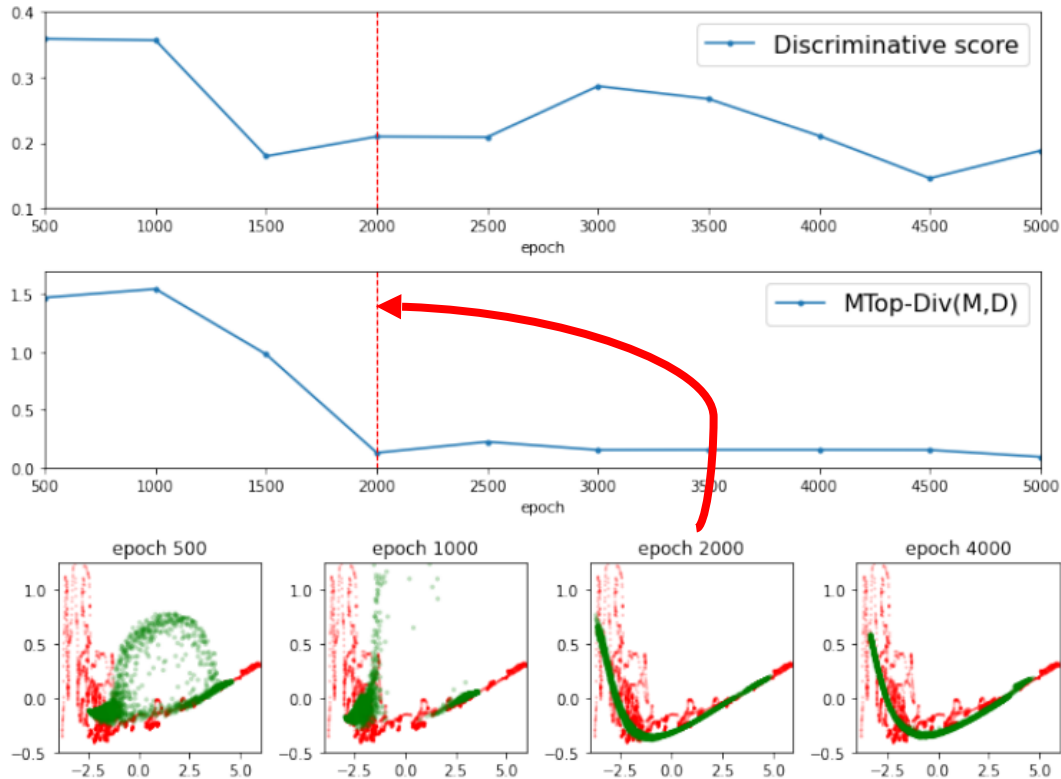 0.4
Discriminative score
0.3
0.2
0.1
500 1000 1500 2000 2500 3000 3500 4000 4500 5000
epoch
1.5
MTop-Div(M,D)
1.0
0.5
0.0
500 1000 1500 2000 2500 3000 3500 4000 4500 5000
epoch
epoch 500 epoch 1000 epoch 2000 epoch 4000
1.0 1.0 1.0 1.0
0.5 0.5 0.5 0.5
0.0 0.0 0.0 0.0
−0.5 −0.5 −0.5 −0.5
−2.5 0.0 2.5 5.0 −2.5 0.0 2.5 5.0 −2.5 0.0 2.5 5.0 −2.5 0.0 2.5 5.0